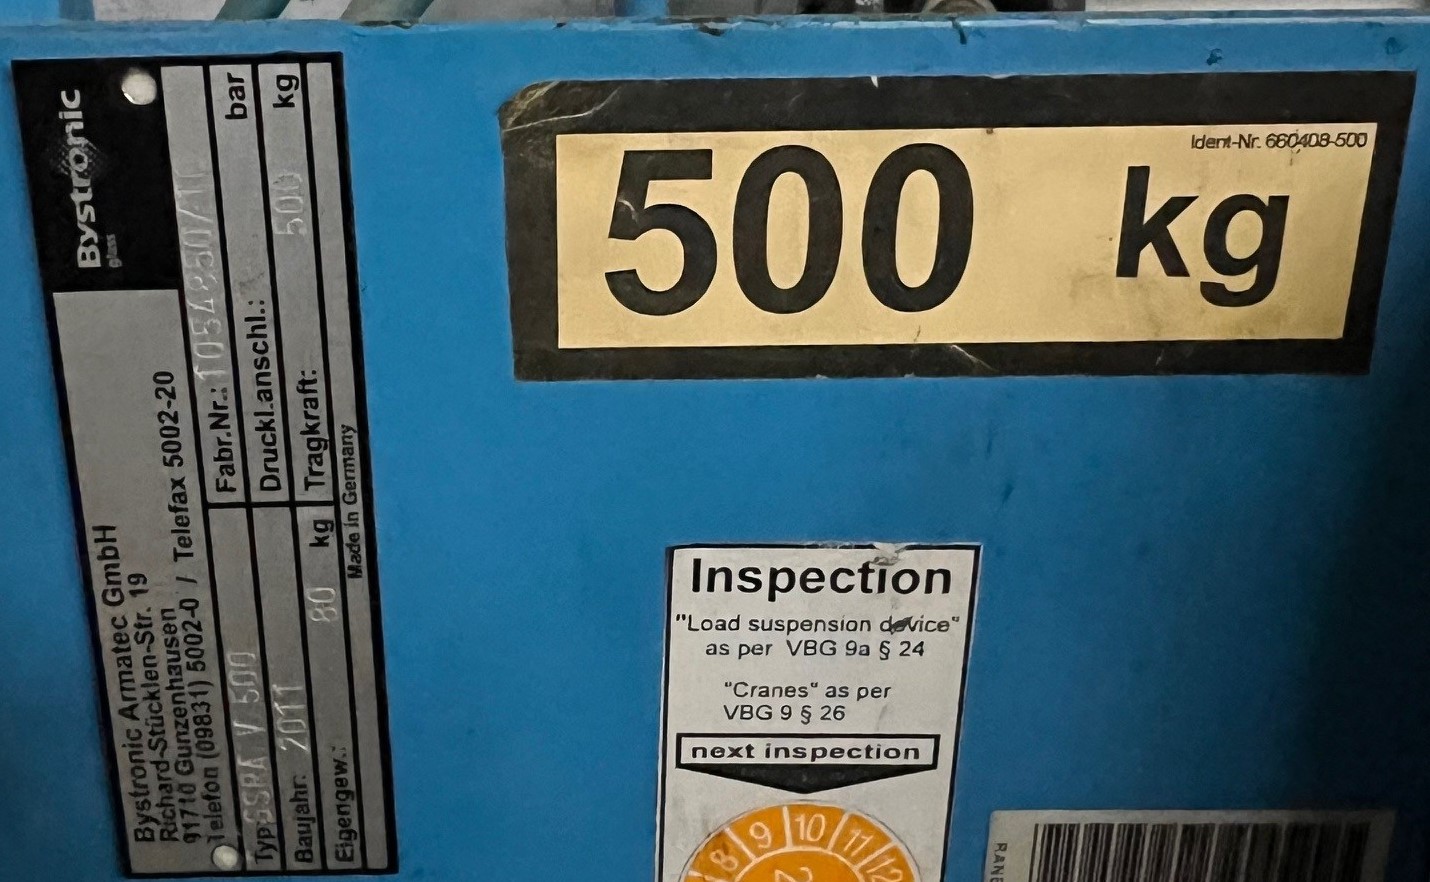 Bystronic
glass
Bystronic Armatec GmbH
Richard-Stücklen-Str. 19
91710 Gunzenhausen
Telefon (09831) 5002-0 / Telefax 5002-20
Typ V 500
Fabr.Nr.:
Baujahr: 2011
Druckl.anschl.: bar
Eigengew.: 80 kg
Tragkraft: 500 kg
Made in Germany
Ident-Nr. 660408-500
500 kg
Inspection
"Load suspension device"
as per VBG 9a § 24
"Cranes" as per
VBG 9 § 26
next inspection
8 9 10 11 12